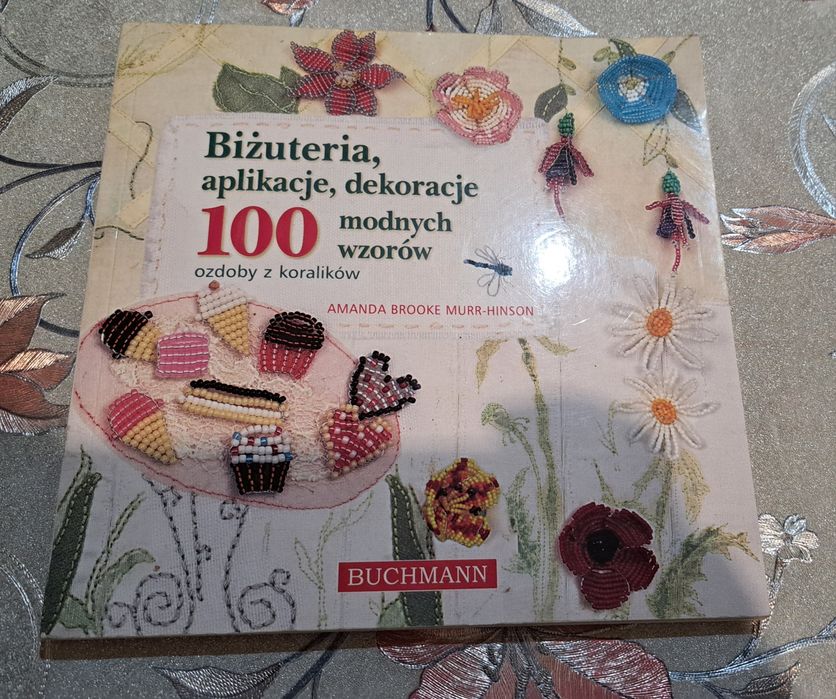 Biżuteria,
aplikacje, dekoracje
100 modnych
wzorów
ozdoby z koralików
AMANDA BROOKE MURR-HINSON
BUCHMANN